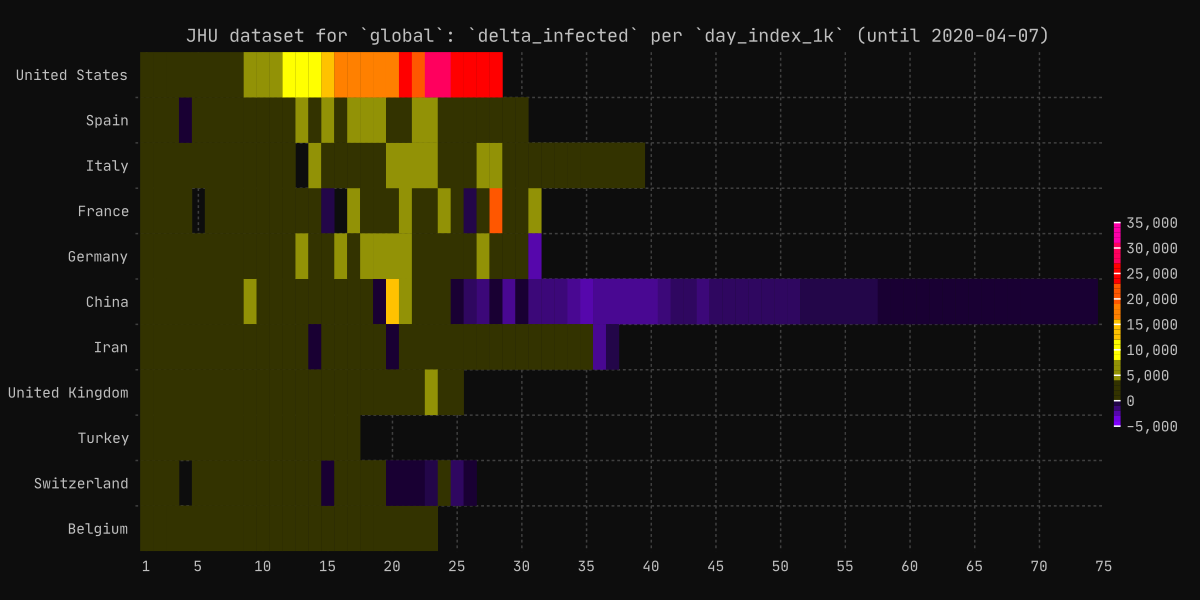 JHU dataset for `global`: `delta_infected` per `day_index_1k` (until 2020-04-07)
United States
Spain
Italy
France
Germany
China
Iran
United Kingdom
Turkey
Switzerland
Belgium
1 5 10 15 20 25 30 35 40 45 50 55 60 65 70 75
35,000
30,000
25,000
20,000
15,000
10,000
5,000
0
-5,000